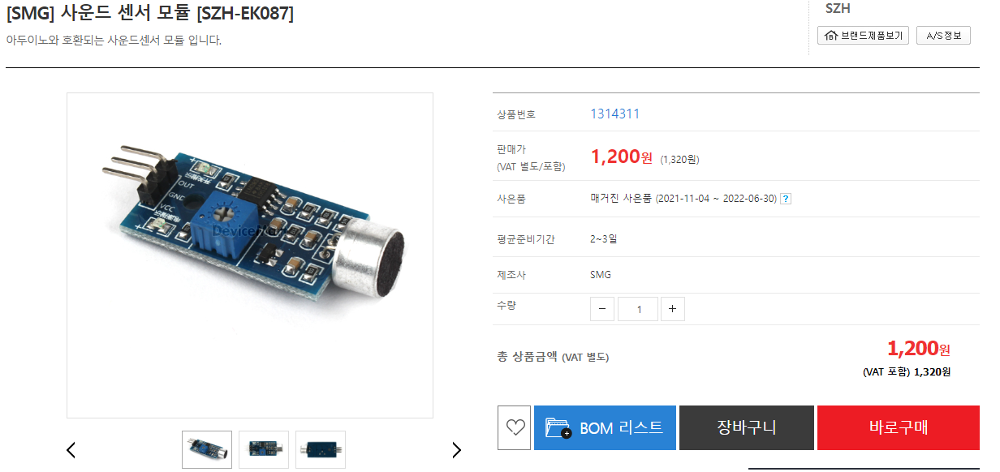 [SMG] 사운드 센서 모듈 [SZH-EK087]
아두이노와 호환되는 사운드센서 모듈 입니다.
SZH
브랜드제품보기
A/S정보
OUT
GND
VCC
DeviceMart
상품번호 1314311
판매가 1,200원 (1,320원)
(VAT 별도/포함)
사은품 매거진 사은품 (2021-11-04 ~ 2022-06-30) ?
평균준비기간 2~3일
제조사 SMG
수량 − 1 +
총 상품금액 (VAT 별도) 1,200원
(VAT 포함) 1,320원
BOM 리스트
장바구니
바로구매